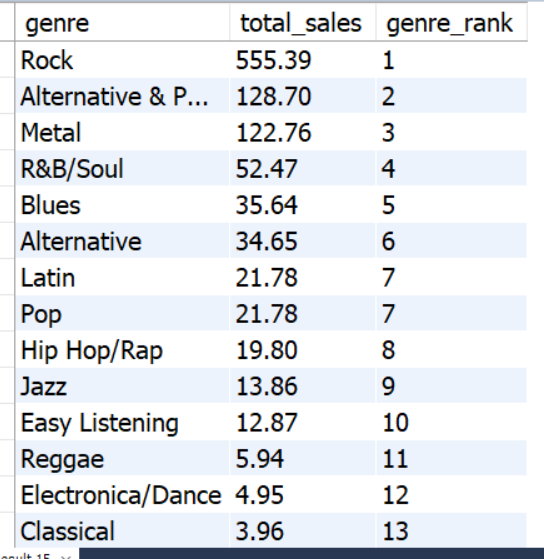 genre total_sales genre_rank
Rock 555.39 1
Alternative & P... 128.70 2
Metal 122.76 3
R&B/Soul 52.47 4
Blues 35.64 5
Alternative 34.65 6
Latin 21.78 7
Pop 21.78 7
Hip Hop/Rap 19.80 8
Jazz 13.86 9
Easy Listening 12.87 10
Reggae 5.94 11
Electronica/Dance 4.95 12
Classical 3.96 13